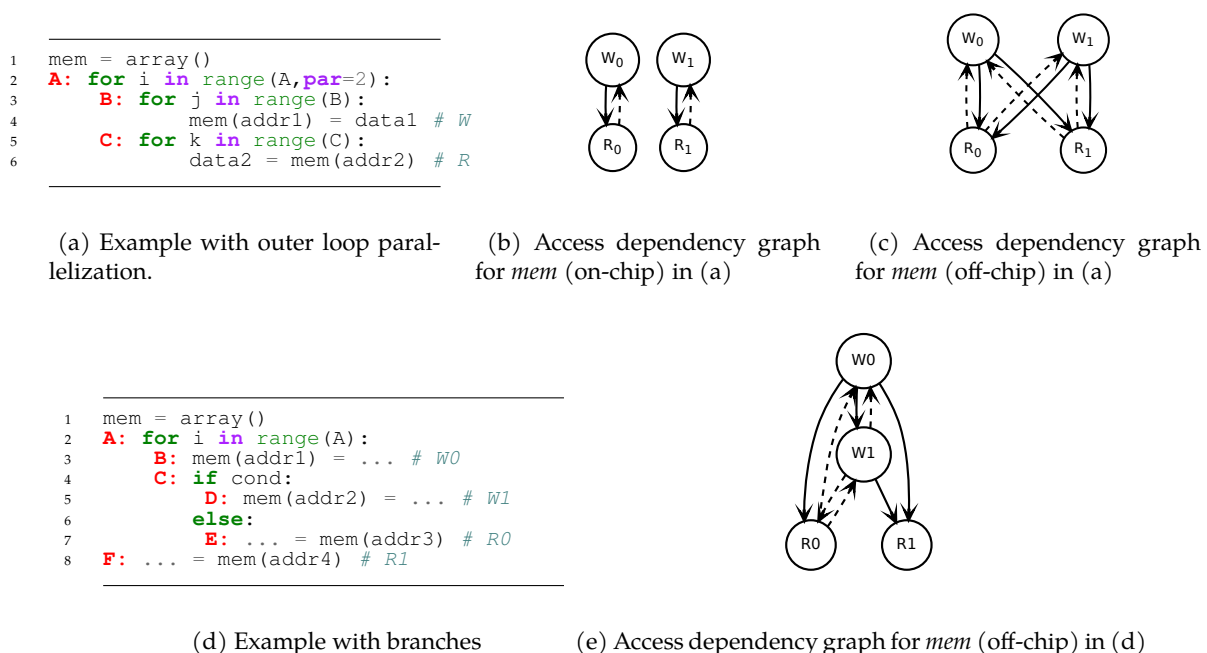 1 mem = array()
2 A: for i in range(A,par=2):
3 B: for j in range(B):
4 mem(addr1) = data1 # W
5 C: for k in range(C):
6 data2 = mem(addr2) # R
(a) Example with outer loop paral-
lelization.
W0 W1
R0 R1
(b) Access dependency graph
for mem (on-chip) in (a)
W0 W1
R0 R1
(c) Access dependency graph
for mem (off-chip) in (a)
1 mem = array()
2 A: for i in range(A):
3 B: mem(addr1) = ... # W0
4 C: if cond:
5 D: mem(addr2) = ... # W1
6 else:
7 E: ... = mem(addr3) # R0
8 F: ... = mem(addr4) # R1
(d) Example with branches
W0
W1
R0 R1
(e) Access dependency graph for mem (off-chip) in (d)